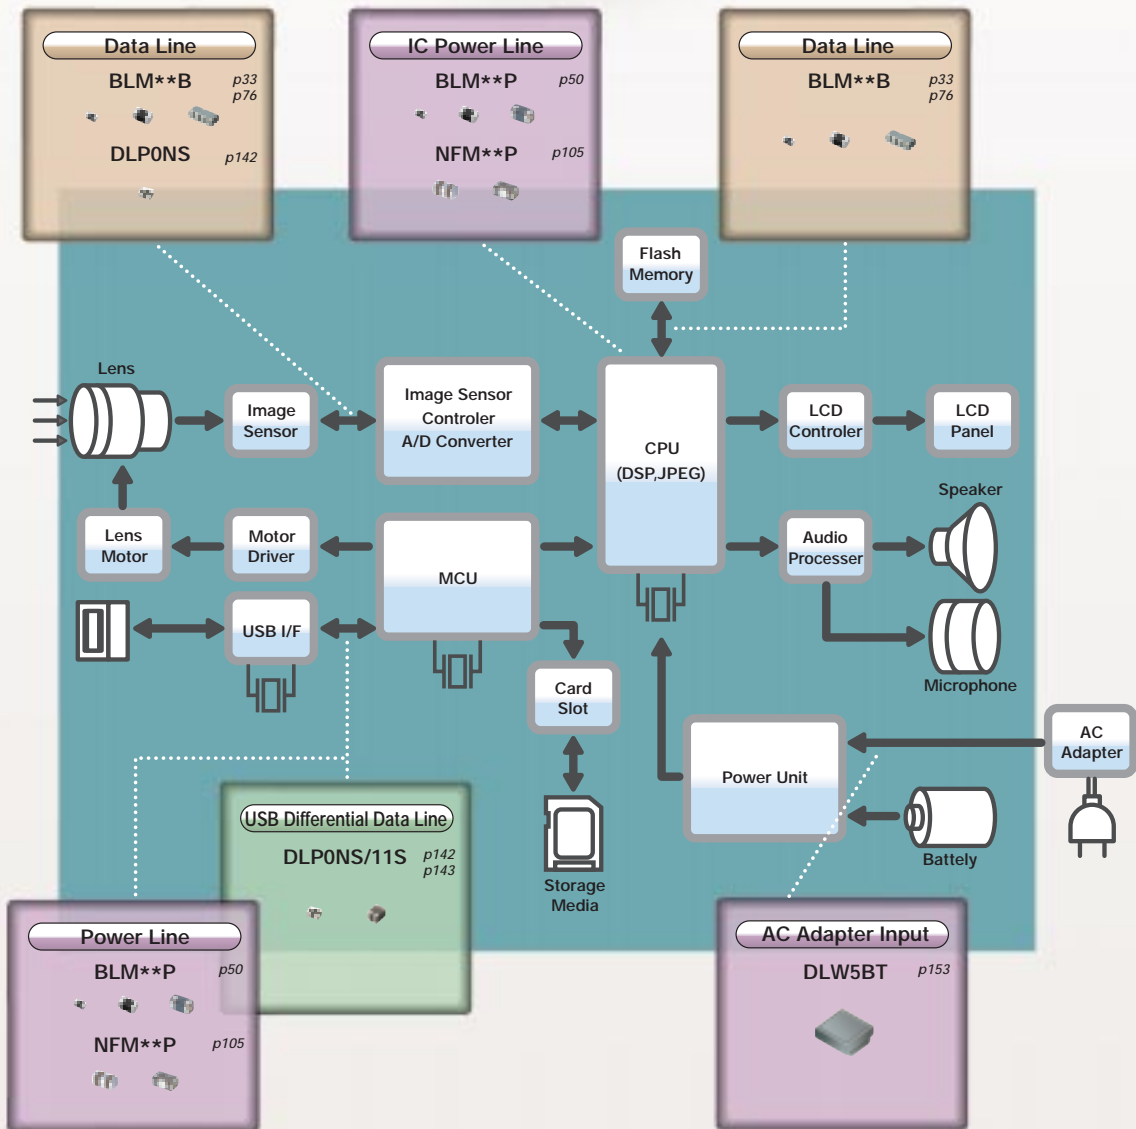 Data Line
BLM**B
p33
p76
DLP0NS
p142
IC Power Line
BLM**P
p50
NFM**P
p105
Data Line
BLM**B
p33
p76
Flash
Memory
Lens
Image
Sensor
Image Sensor
Controler
A/D Converter
CPU
(DSP,JPEG)
LCD
Controler
LCD
Panel
Speaker
Lens
Motor
Motor
Driver
MCU
Audio
Processer
USB I/F
Microphone
Card
Slot
Power Unit
AC
Adapter
Battely
Storage
Media
USB Differential Data Line
DLP0NS/11S
p142
p143
Power Line
BLM**P
p50
NFM**P
p105
AC Adapter Input
DLW5BT
p153